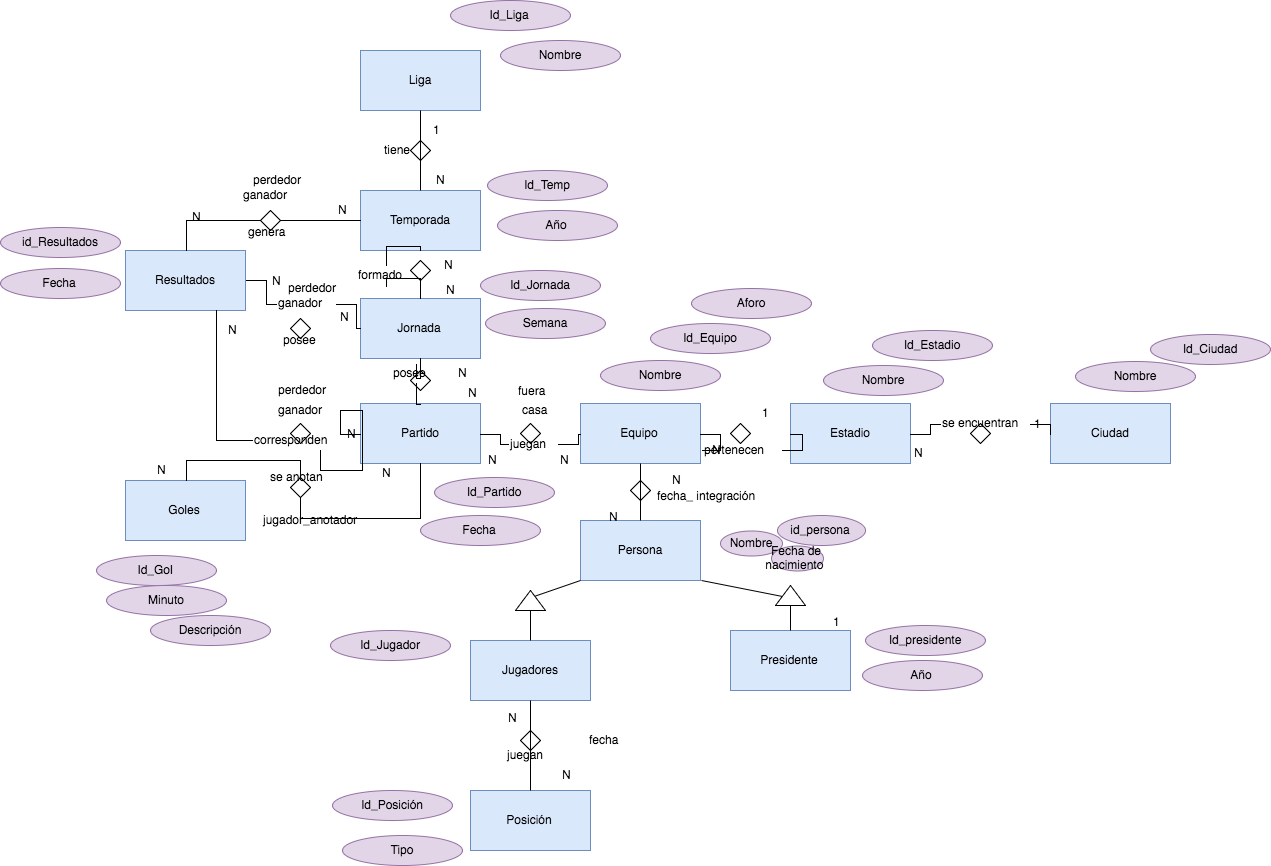 Id_Liga
Nombre
Liga
1
tiene
N
perdedor
ganador
genera
N
N
Id_Temp
Temporada
Año
id_Resultados
Fecha
Resultados
N
perdedor
ganador
posee
N
formado
N
N
Id_Jornada
Jornada
Semana
N
posee
N
N
perdedor
ganador
corresponden
N
Partido
N
fuera
casa
juegan
N
N
Aforo
Id_Equipo
Nombre
Equipo
1
pertenecen
N
Id_Estadio
Nombre
Estadio
N
se encuentran
1
Id_Ciudad
Nombre
Ciudad
N
se anotan
jugador_anotador
Goles
Id_Partido
Fecha
N
fecha_ integración
N
Id_Gol
Minuto
Descripción
Persona
id_persona
Nombre
Fecha de
nacimiento
Id_Jugador
Jugadores
1
Presidente
Id_presidente
Año
N
juegan
fecha
N
Id_Posición
Tipo
Posición